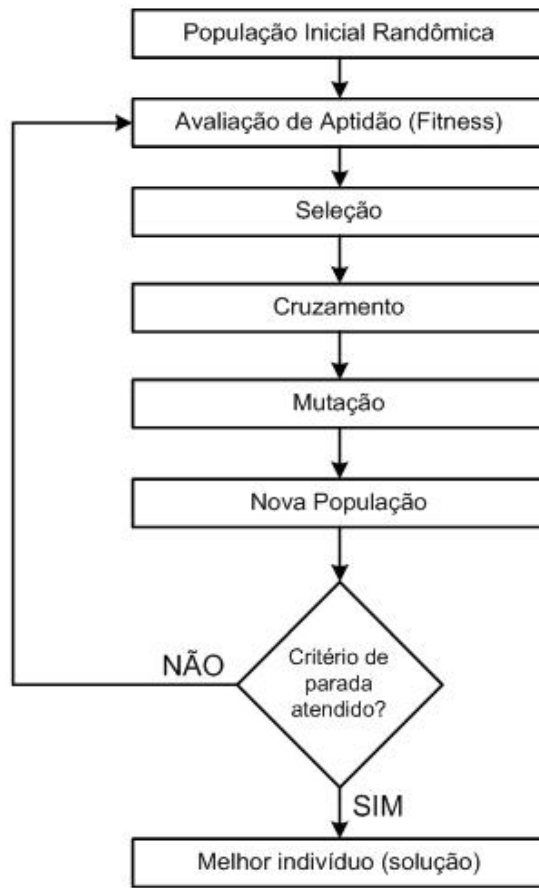 População Inicial Randômica
Avaliação de Aptidão (Fitness)
Seleção
Cruzamento
Mutação
Nova População
NÃO
Critério de
parada
atendido?
SIM
Melhor indivíduo (solução)